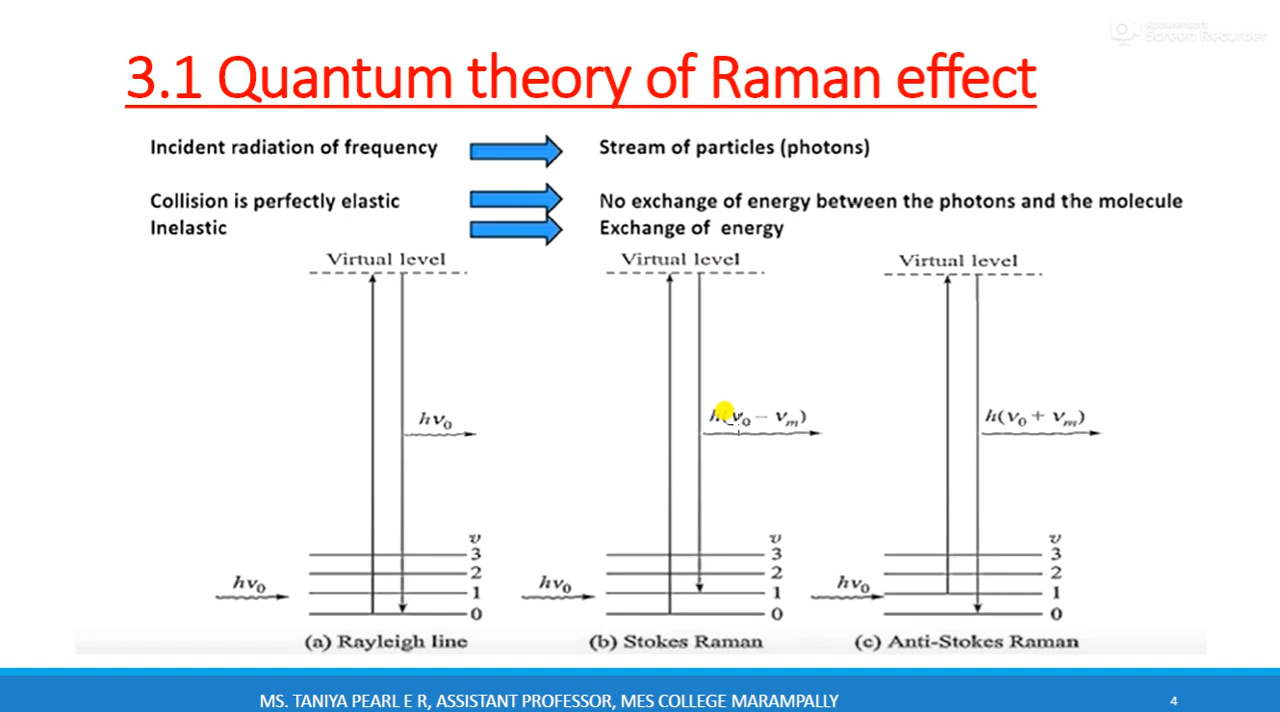 Apowersoft
Screen Recorder
3.1 Quantum theory of Raman effect
Incident radiation of frequency
Stream of particles (photons)
Collision is perfectly elastic
No exchange of energy between the photons and the molecule
Inelastic
Exchange of energy
Virtual level
Virtual level
Virtual level
hν₀
h(ν₀ − νₘ)
h(ν₀ + νₘ)
υ
3
2
1
0
υ
3
2
1
0
υ
3
2
1
0
hν₀
hν₀
hν₀
(a) Rayleigh line
(b) Stokes Raman
(c) Anti-Stokes Raman
MS. TANIYA PEARL E R, ASSISTANT PROFESSOR, MES COLLEGE MARAMPALLY
4